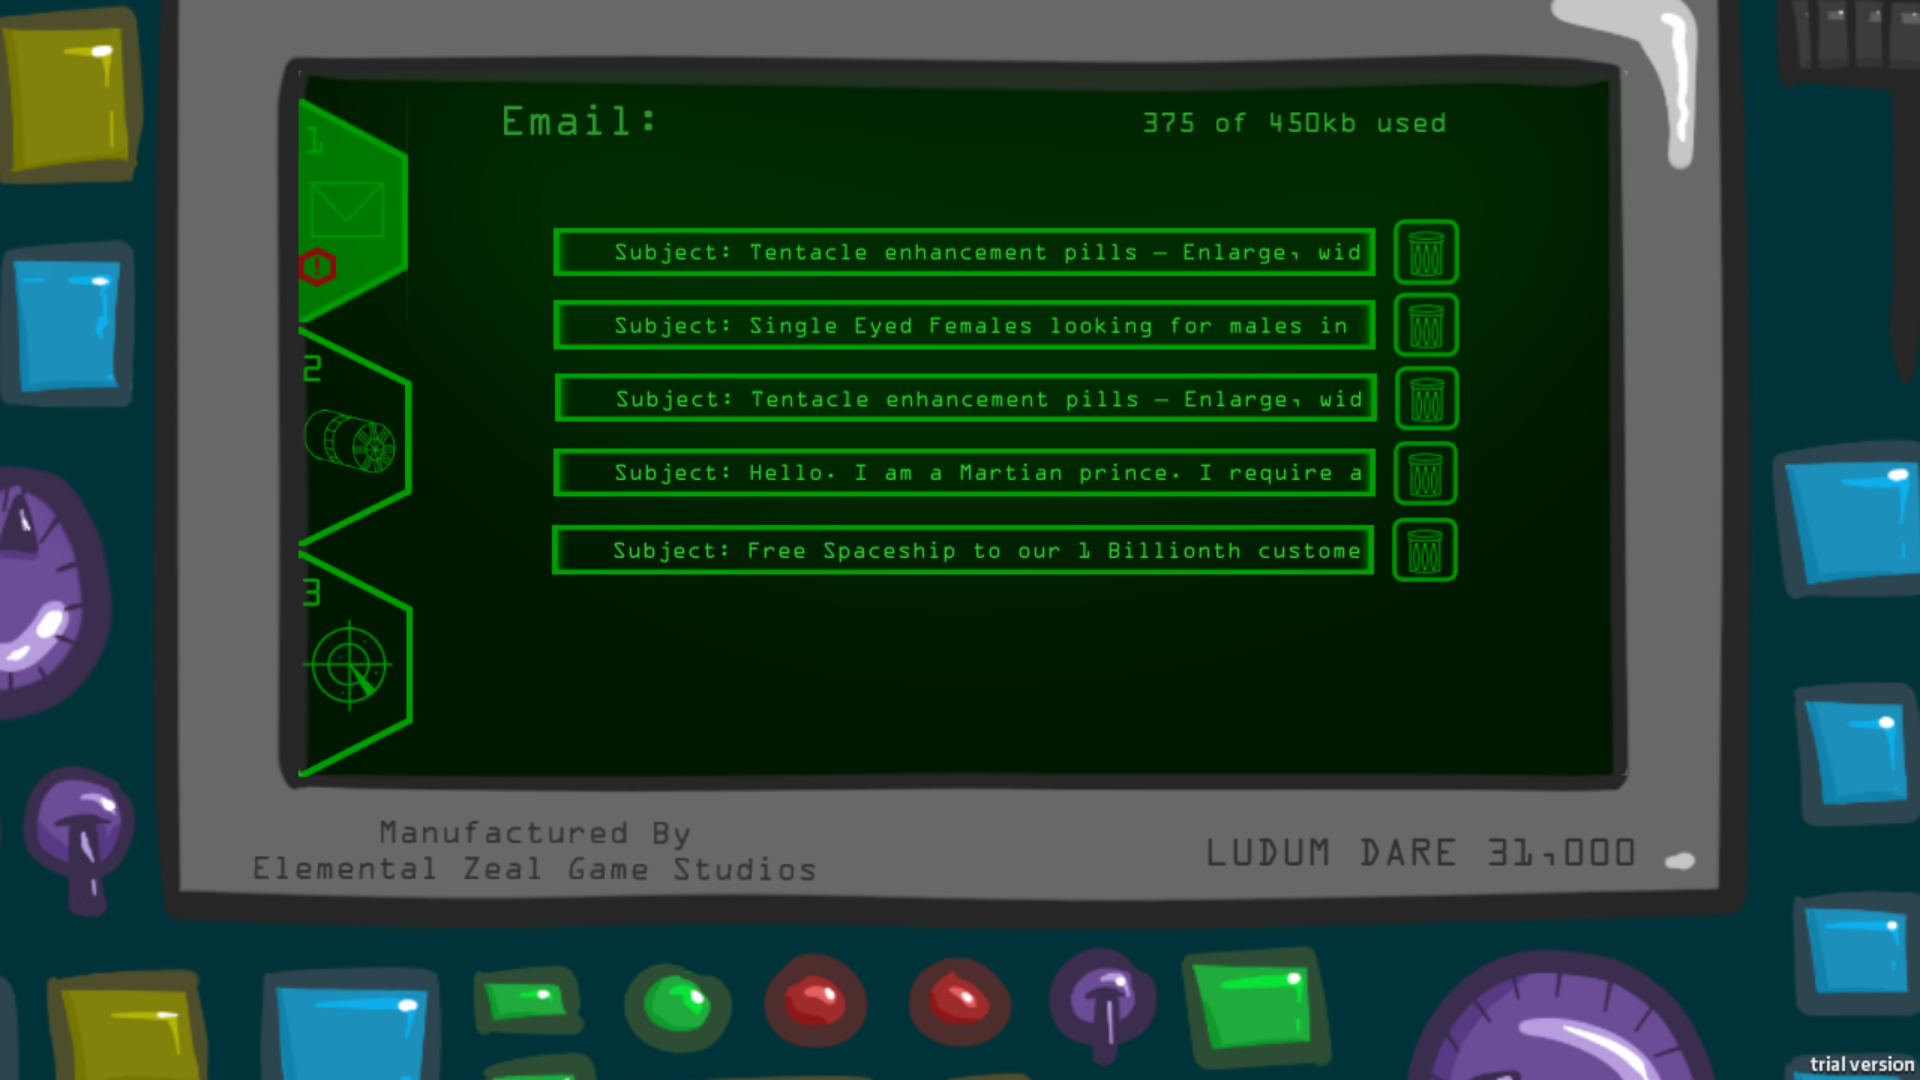 1
Email:
375 of 450kb used
Subject: Tentacle enhancement pills – Enlarge, wid
Subject: Single Eyed Females looking for males in
2
Subject: Tentacle enhancement pills – Enlarge, wid
Subject: Hello. I am a Martian prince. I require a
Subject: Free Spaceship to our 1 Billionth custome
3
Manufactured By
Elemental Zeal Game Studios
LUDUM DARE 31,000
trial version